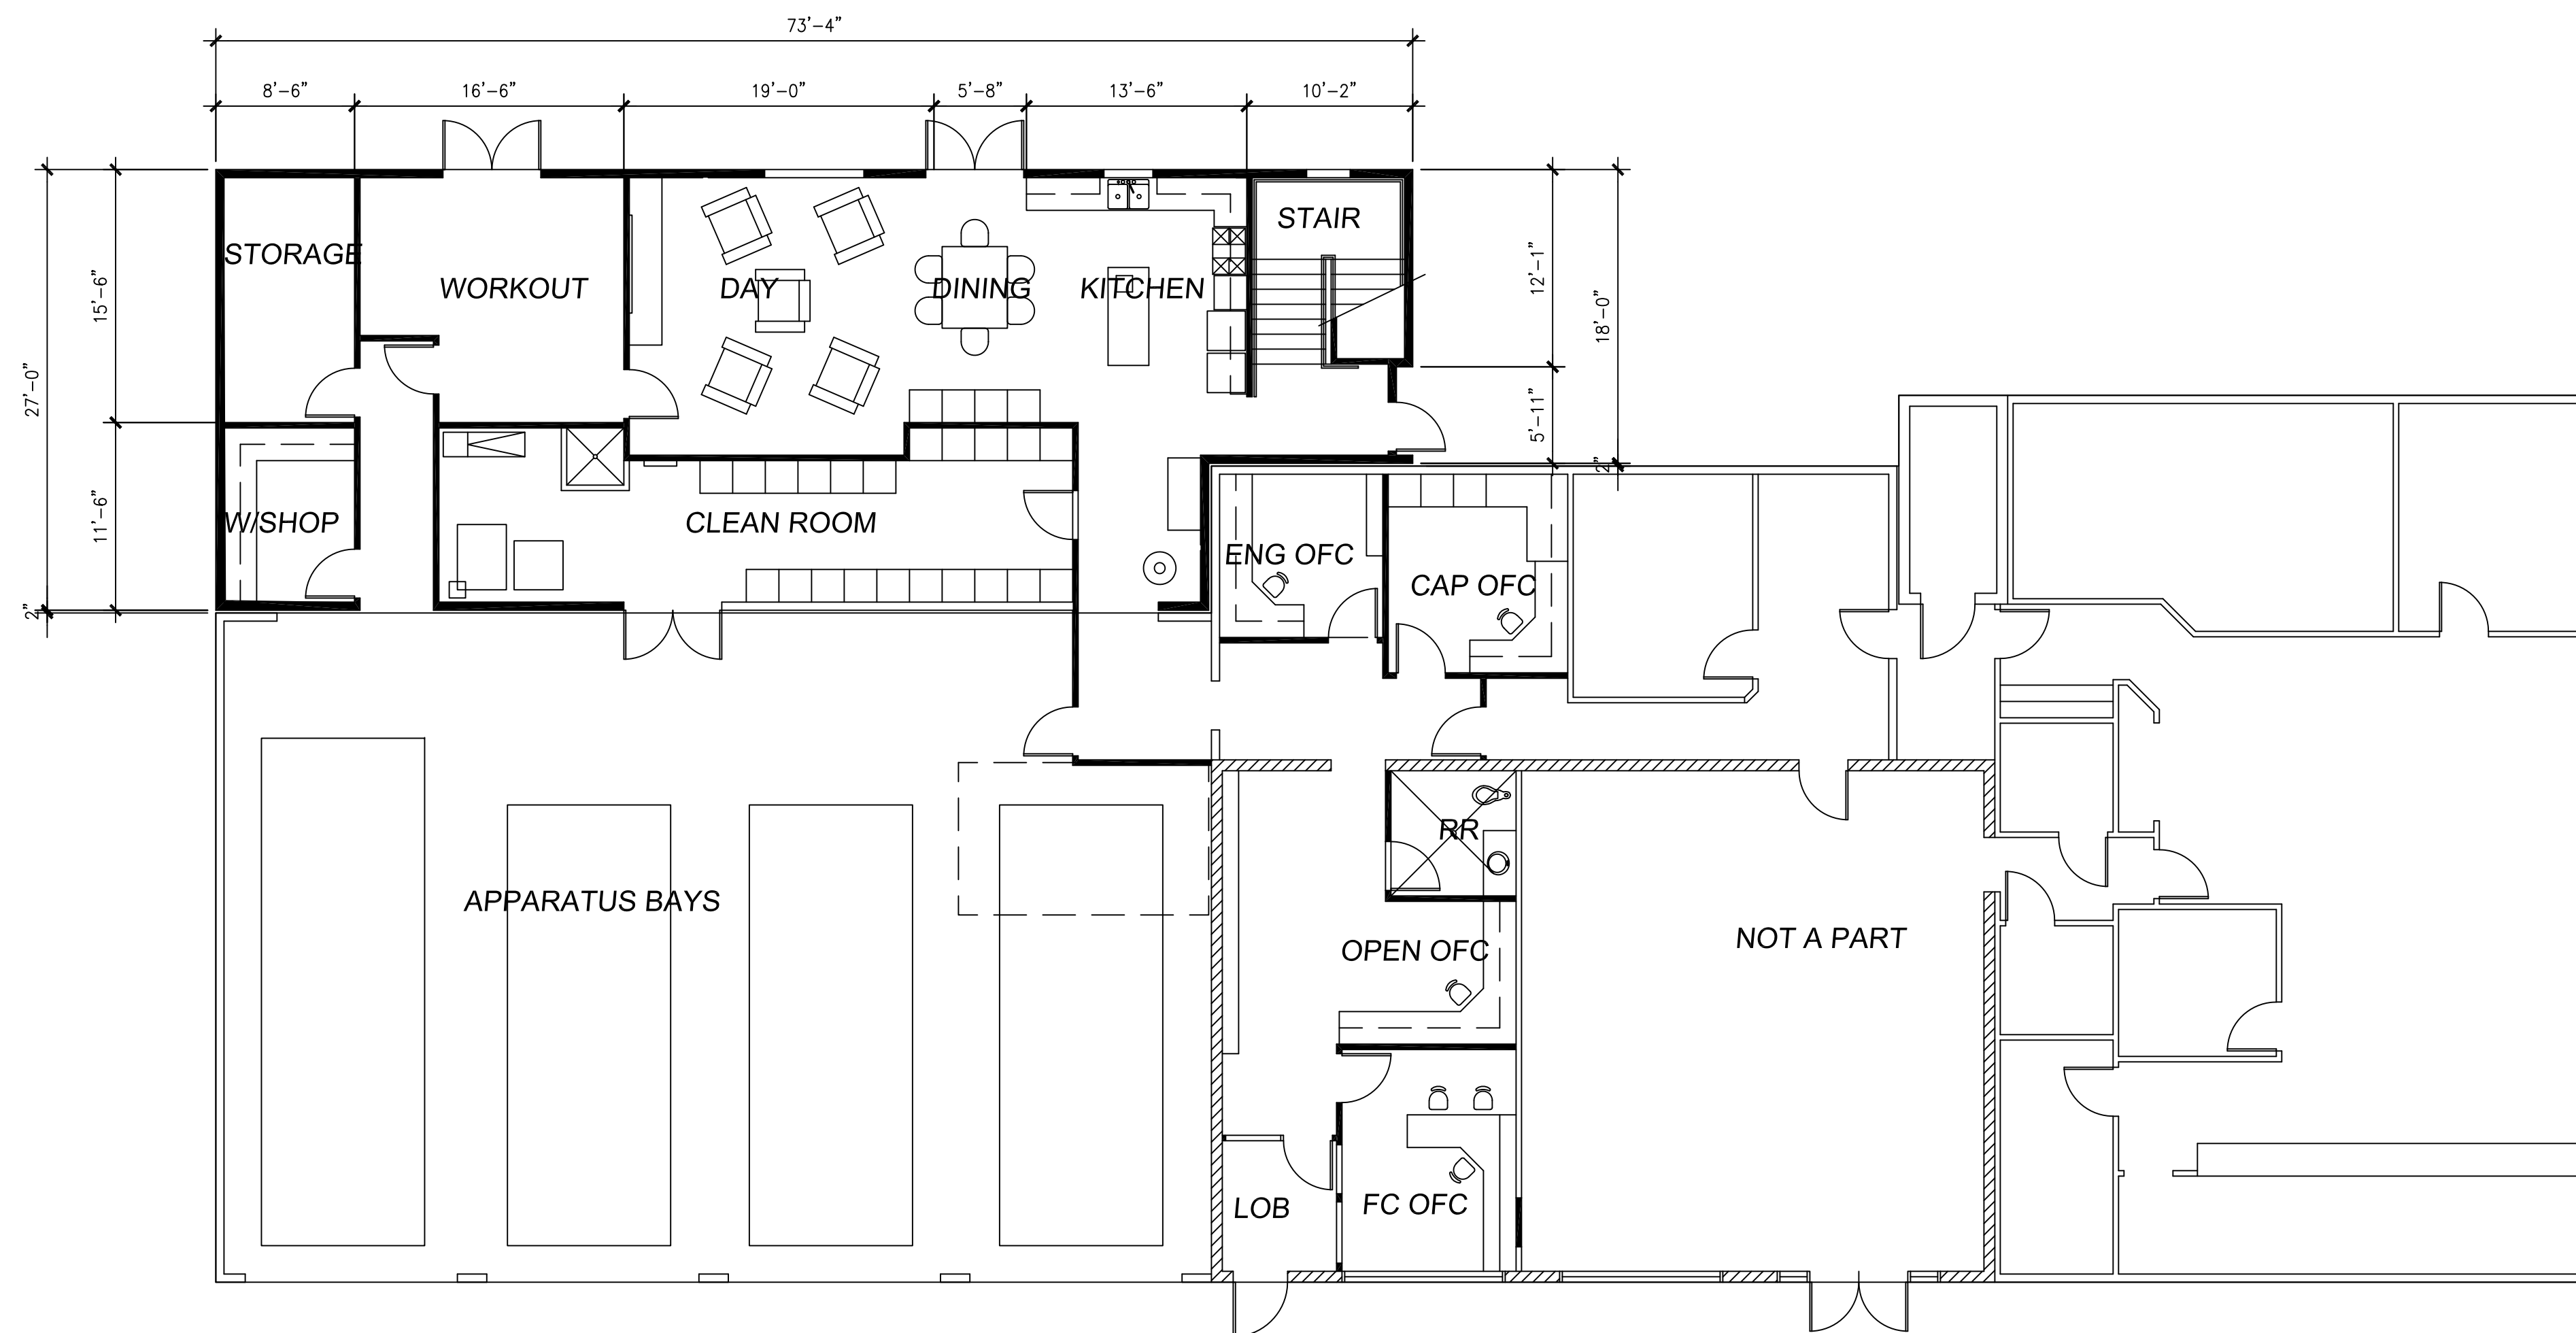 73'-4"
8'-6"
16'-6"
19'-0"
5'-8"
13'-6"
10'-2"
STAIR
STORAGE
WORKOUT
DAY
DINING
KITCHEN
15'-6"
12'-1"
18'-0"
27'-0"
5'-11"
2"
11'-6"
W/SHOP
CLEAN ROOM
ENG OFC
CAP OFC
2"
RR
APPARATUS BAYS
OPEN OFC
NOT A PART
LOB
FC OFC